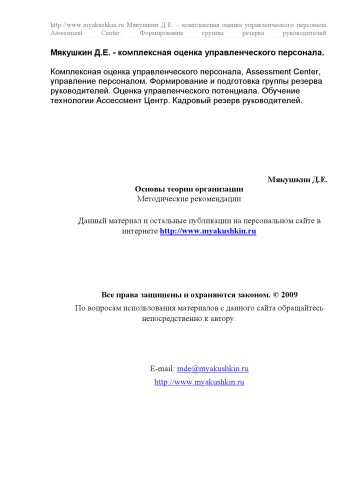 http://www.myakushkin.ru Мякушкин Д.Е. – комплексная оценка управленческого персонала.
Assessment Center. Формирование группы резерва руководителей.
Мякушкин Д.Е. - комплексная оценка управленческого персонала.
Комплексная оценка управленческого персонала, Assessment Center,
управление персоналом. Формирование и подготовка группы резерва
руководителей. Оценка управленческого потенциала. Обучение
технологии Ассессмент Центр. Кадровый резерв руководителей.
Мякушкин Д.Е.
Основы теории организации
Методические рекомендации
Данный материал и остальные публикации на персональном сайте в
интернете http://www.myakushkin.ru
Все права защищены и охраняются законом. © 2009
По вопросам использования материалов с данного сайта обращайтесь
непосредственно к автору.
E-mail: mde@myakushkin.ru
http://www.myakushkin.ru